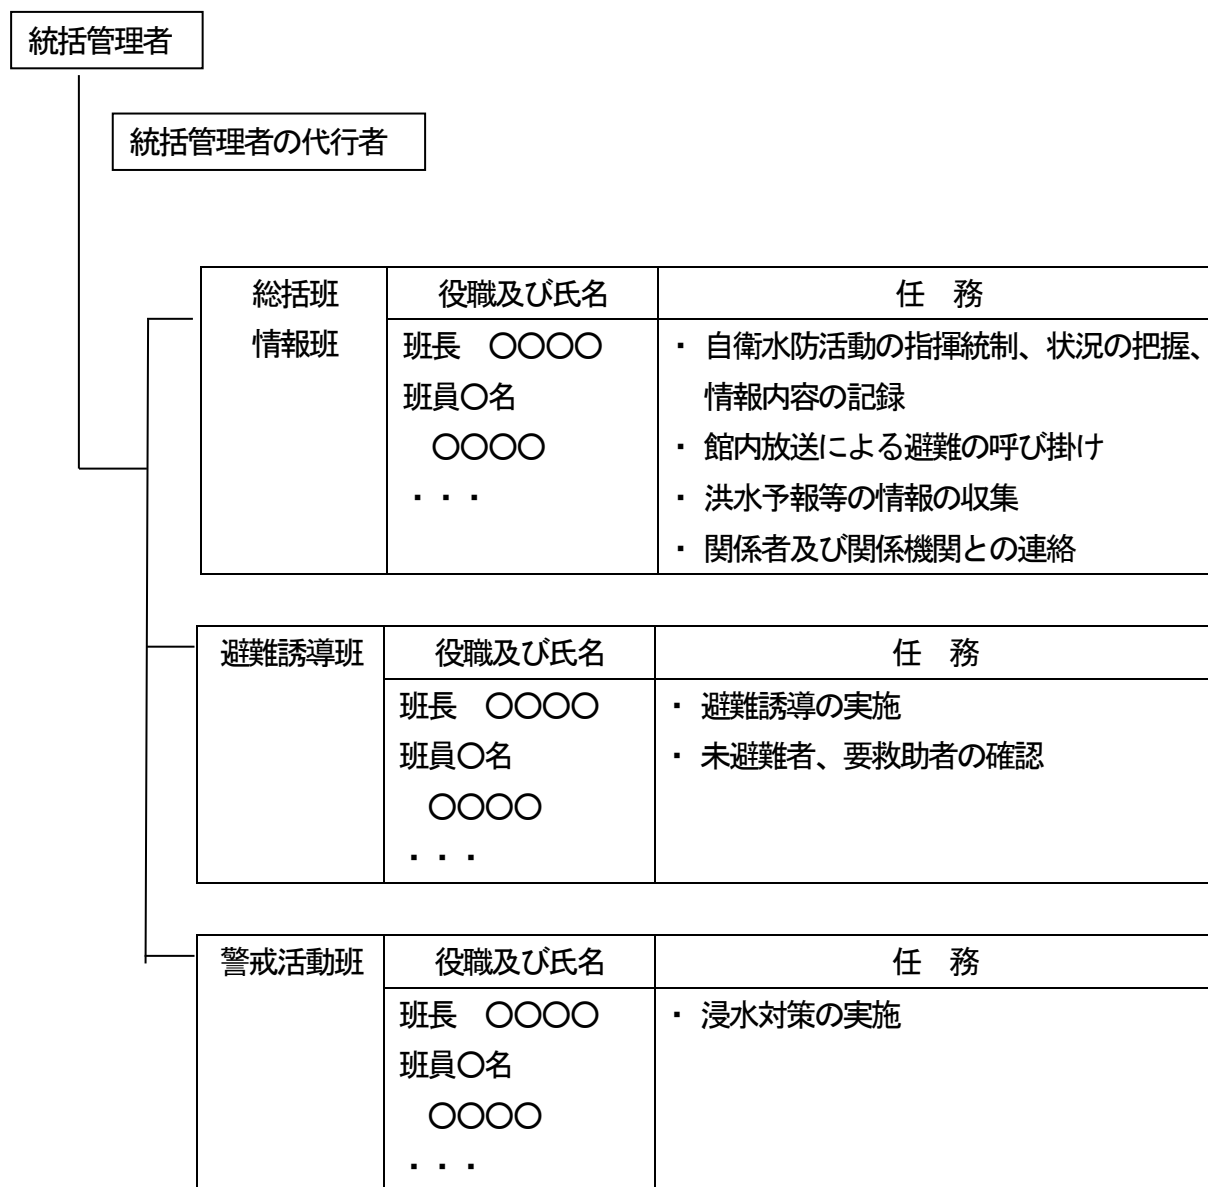 統括管理者
統括管理者の代行者
総括班
情報班
役職及び氏名
任　務
班長　〇〇〇〇
班員〇名
〇〇〇〇
・・・
・ 自衛水防活動の指揮統制、状況の把握、
情報内容の記録
・ 館内放送による避難の呼び掛け
・ 洪水予報等の情報の収集
・ 関係者及び関係機関との連絡
避難誘導班
役職及び氏名
任　務
班長　〇〇〇〇
班員〇名
〇〇〇〇
・・・
・ 避難誘導の実施
・ 未避難者、要救助者の確認
警戒活動班
役職及び氏名
任　務
班長　〇〇〇〇
班員〇名
〇〇〇〇
・・・
・ 浸水対策の実施